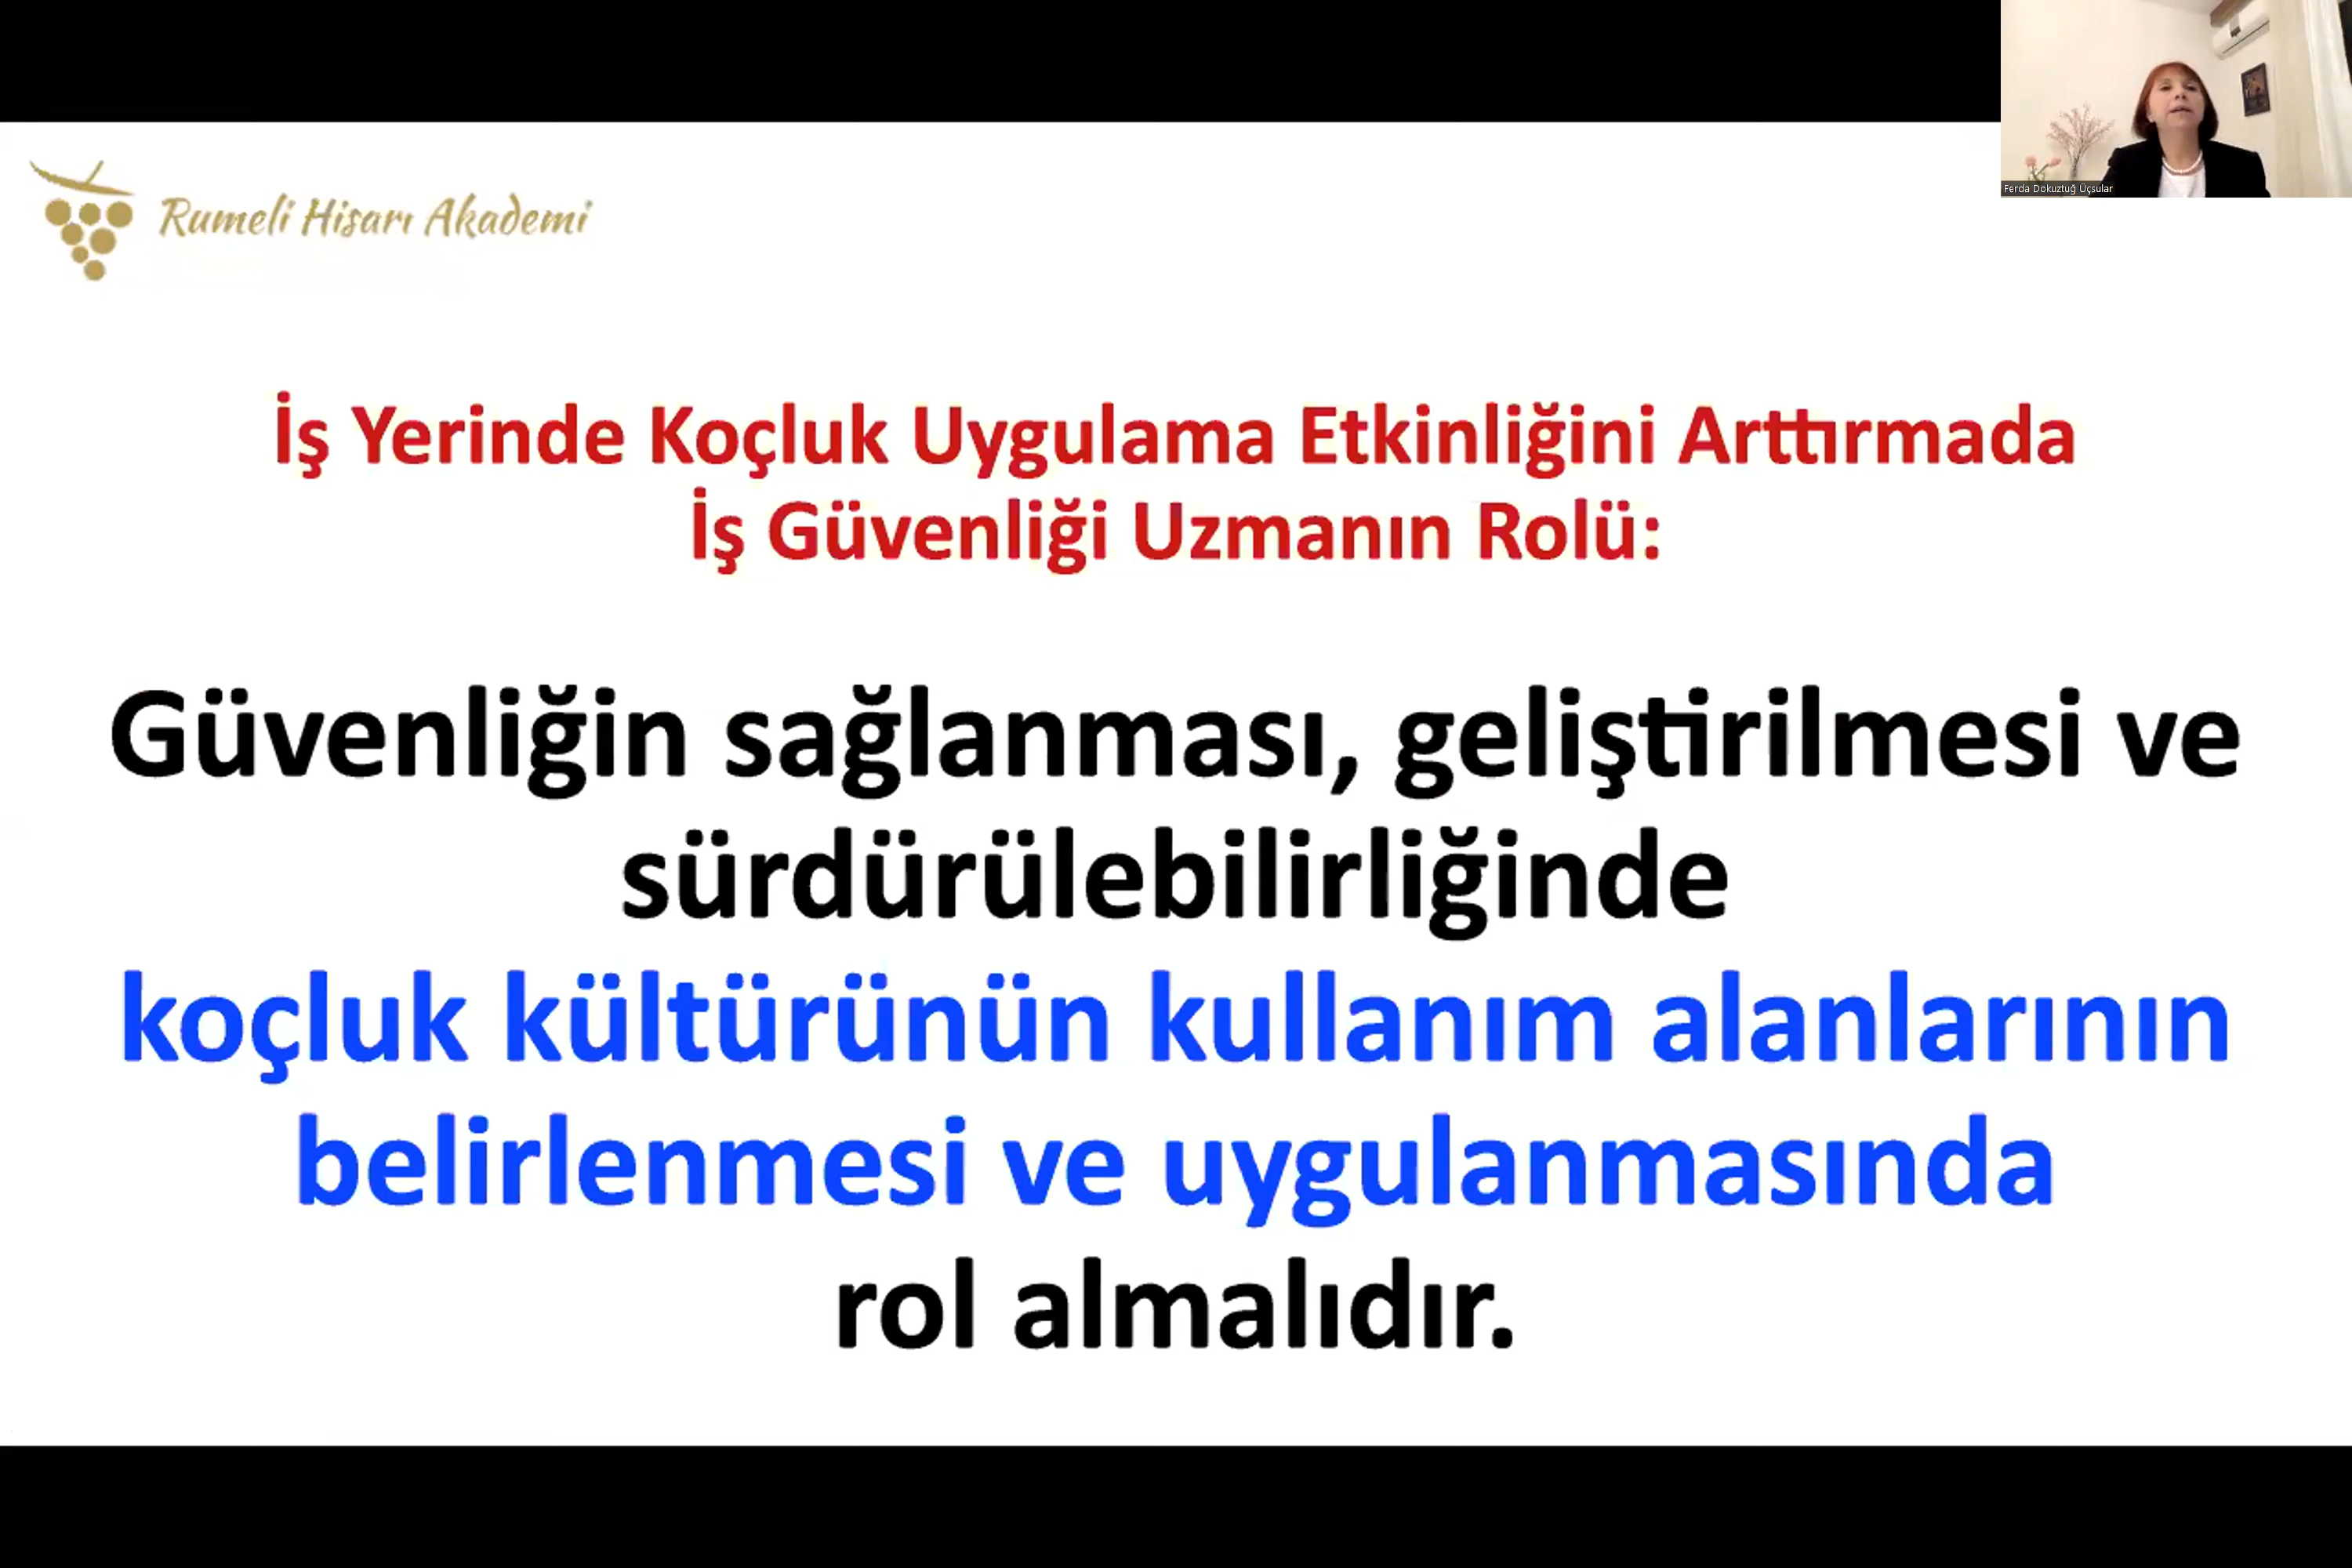 Ferda Dokuztuğ Üçsular
Rumeli Hisarı Akademi
İş Yerinde Koçluk Uygulama Etkinliğini Arttırmada
İş Güvenliği Uzmanın Rolü:
Güvenliğin sağlanması, geliştirilmesi ve
sürdürülebilirliğinde
koçluk kültürünün kullanım alanlarının
belirlenmesi ve uygulanmasında
rol almalıdır.